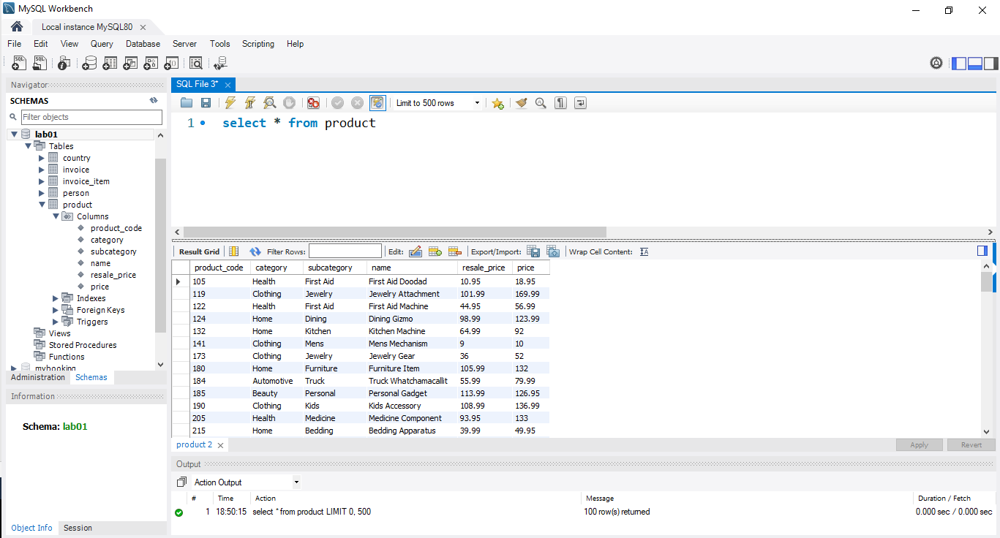 MySQL Workbench
Local instance MySQL80
File Edit View Query Database Server Tools Scripting Help
Navigator
SCHEMAS
Filter objects
lab01
Tables
country
invoice
invoice_item
person
product
Columns
product_code
category
subcategory
name
resale_price
price
Indexes
Foreign Keys
Triggers
Views
Stored Procedures
Functions
mybooking
Administration Schemas
Information
Schema: lab01
Object Info Session
SQL File 3*
Limit to 500 rows
1 select * from product
Result Grid Filter Rows: Edit: Export/Import: Wrap Cell Content:
product_code category subcategory name resale_price price
105 Health First Aid First Aid Doodad 10.95 18.95
119 Clothing Jewelry Jewelry Attachment 101.99 169.99
122 Health First Aid First Aid Machine 44.95 56.99
124 Home Dining Dining Gizmo 98.99 123.99
132 Home Kitchen Kitchen Machine 64.99 92
141 Clothing Mens Mens Mechanism 9 10
173 Clothing Jewelry Jewelry Gear 36 52
180 Home Furniture Furniture Item 105.99 132
184 Automotive Truck Truck Whatchamacallit 55.99 79.99
185 Beauty Personal Personal Gadget 113.99 126.95
190 Clothing Kids Kids Accessory 108.99 136.99
205 Health Medicine Medicine Component 93.95 133
215 Home Bedding Bedding Apparatus 39.99 49.95
product 2
Apply Revert
Output
Action Output
# Time Action Message Duration / Fetch
1 18:50:15 select * from product LIMIT 0, 500 100 row(s) returned 0.000 sec / 0.000 sec